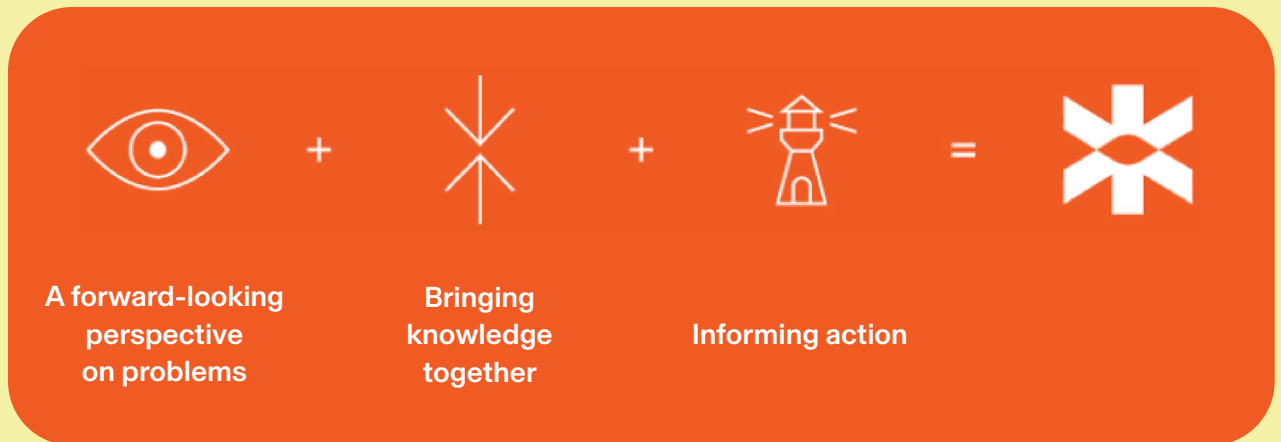 + + =
A forward-looking
perspective
on problems
Bringing
knowledge
together
Informing action